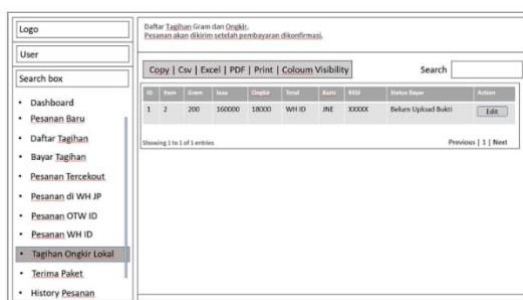 Logo
User
Search box
Dashboard
Pesanan Baru
Daftar Tagihan
Bayar Tagihan
Pesanan Tercekout
Pesanan di WH JP
Pesanan OTW ID
Pesanan WH ID
Tagihan Ongkir Lokal
Terima Paket
History Pesanan
Daftar Tagihan Gram dan Ongkir.
Pesanan akan dikirim setelah pembayaran dikonfirmasi.
Copy | Csv | Excel | PDF | Print | Coloum Visibility
Search
ID Item Gram Jasa Ongkir Total Kurir RESI Status Bayar Action
1 2 200 160000 18000 WH ID JNE XXXXX Belum Upload Bukti Edit
Showing 1 to 1 of 1 entries
Previous | 1 | Next